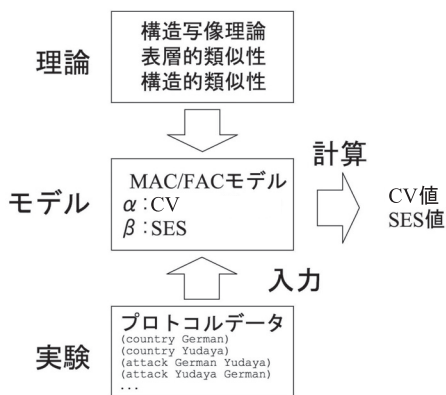 理論
構造写像理論
表層的類似性
構造的類似性
モデル
MAC/FACモデル
α:CV
β:SES
計算
CV値
SES値
入力
実験
プロトコルデータ
(country German)
(country Yudaya)
(attack German Yudaya)
(attack Yudaya German)
...